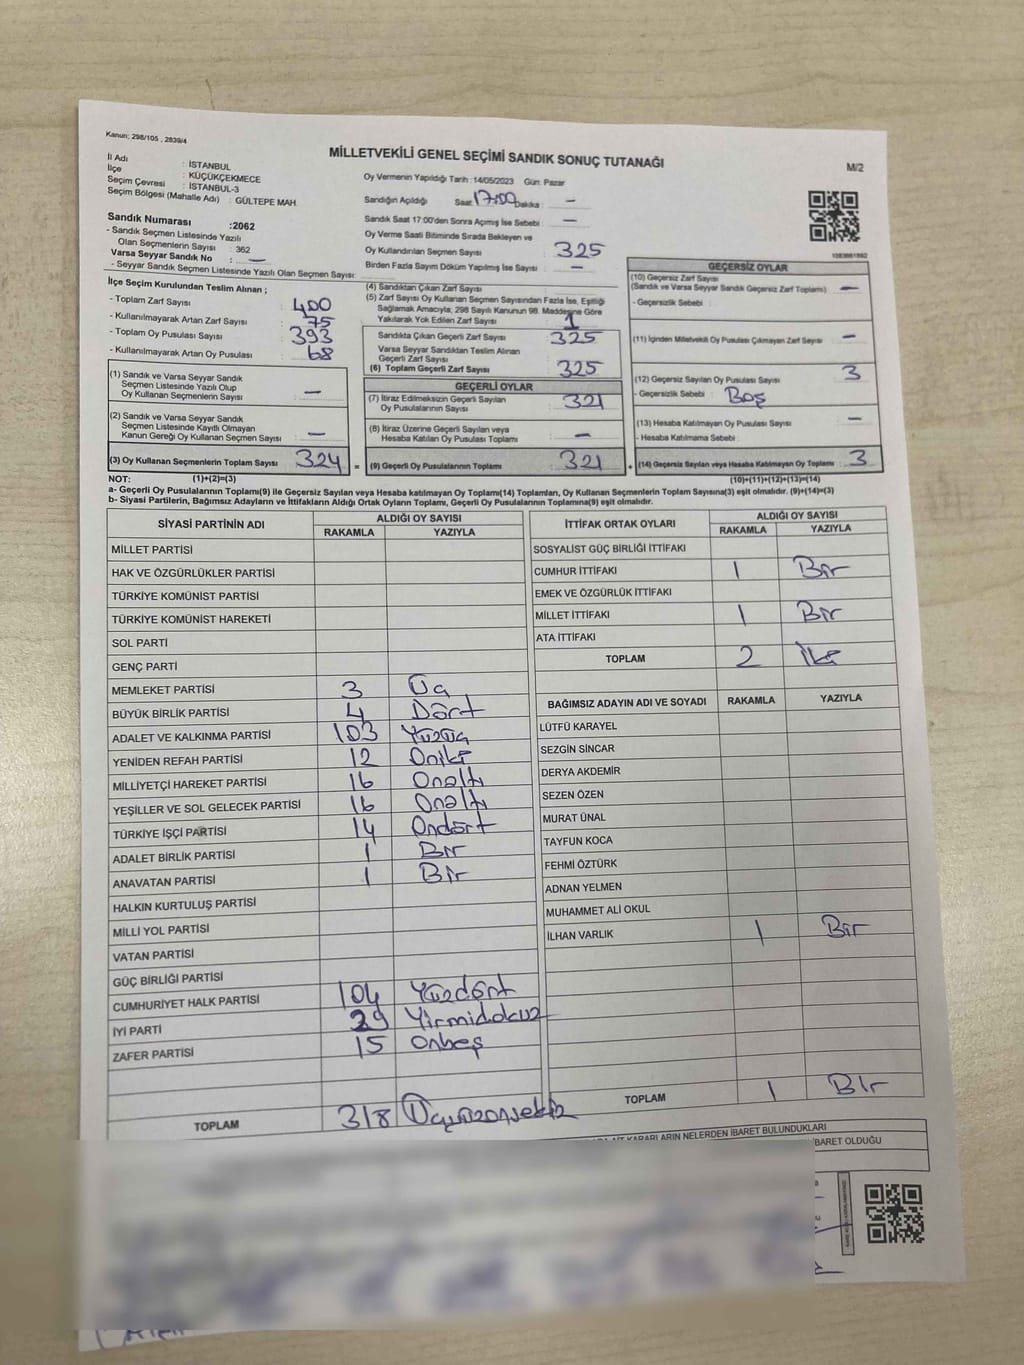 Kanun; 298/105 , 2839/4
MİLLETVEKİLİ GENEL SEÇİMİ SANDIK SONUÇ TUTANAĞI
M/2
İl Adı : İSTANBUL
İlçe : KÜÇÜKÇEKMECE
Seçim Çevresi : İSTANBUL-3
Seçim Bölgesi (Mahalle Adı) : GÜLTEPE MAH.
Sandık Numarası :2062
- Sandık Seçmen Listesinde Yazılı
Olan Seçmenlerin Sayısı : 362
Varsa Seyyar Sandık No : —
- Seyyar Sandık Seçmen Listesinde Yazılı Olan Seçmen Sayısı:
Oy Vermenin Yapıldığı Tarih :14/05/2023 Gün: Pazar
Sandığın Açıldığı Saat: 17:00 Dakika : —
Sandık Saat 17:00'den Sonra Açımış İse Sebebi : —
Oy Verme Saati Bitiminde Sırada Bekleyen ve
Oy Kullandırılan Seçmen Sayısı : 325
Birden Fazla Sayım Döküm Yapılmış İse Sayısı : —
İlçe Seçim Kurulundan Teslim Alınan ;
- Toplam Zarf Sayısı : 400
- Kullanılmayarak Artan Zarf Sayısı : 75
- Toplam Oy Pusulası Sayısı : 393
- Kullanılmayarak Artan Oy Pusulası : 68
(1) Sandık ve Varsa Seyyar Sandık
Seçmen Listesinde Yazılı Olup
Oy Kullanan Seçmenlerin Sayısı : —
(2) Sandık ve Varsa Seyyar Sandık
Seçmen Listesinde Kayıtlı Olmayan
Kanun Gereği Oy Kullanan Seçmen Sayısı : —
(3) Oy Kullanan Seçmenlerin Toplam Sayısı : 324 =
(4) Sandıktan Çıkan Zarf Sayısı :
(5) Zarf Sayısı Oy Kullanan Seçmen Sayısından Fazla İse, Eşitliği
Sağlamak Amacıyla, 298 Sayılı Kanunun 98. Maddesine Göre
Yakılarak Yok Edilen Zarf Sayısı : 1
Sandıkta Çıkan Geçerli Zarf Sayısı : 325
Varsa Seyyar Sandıktan Teslim Alınan
Geçerli Zarf Sayısı
(6) Toplam Geçerli Zarf Sayısı : 325
GEÇERLİ OYLAR
(7) İtiraz Edilmeksizin Geçerli Sayılan
Oy Pusulalarının Sayısı : 321
(8) İtiraz Üzerine Geçerli Sayılan veya
Hesaba Katılan Oy Pusulası Toplamı : —
(9) Geçerli Oy Pusulalarının Toplamı : 321 +
GEÇERSİZ OYLAR
(10) Geçersiz Zarf Sayısı
(Sandık ve Varsa Seyyar Sandık Geçersiz Zarf Toplamı) : —
- Geçersizlik Sebebi :
(11) İçinden Milletvekili Oy Pusulası Çıkmayan Zarf Sayısı : —
(12) Geçersiz Sayılan Oy Pusulası Sayısı : 3
- Geçersizlik Sebebi : Boş
(13) Hesaba Katılmayan Oy Pusulası Sayısı : —
- Hesaba Katılmama Sebebi :
(14) Geçersiz Sayılan veya Hesaba Katılmayan Oy Toplamı : 3
NOT: (1)+(2)=(3) (10)+(11)+(12)+(13)=(14)
a- Geçerli Oy Pusulalarının Toplamı(9) ile Geçersiz Sayılan veya Hesaba katılmayan Oy Toplamı(14) Toplamları, Oy Kullanan Seçmenlerin Toplam Sayısına(3) eşit olmalıdır. (9)+(14)=(3)
b- Siyasi Partilerin, Bağımsız Adayların ve İttifakların Aldığı Ortak Oyların Toplamı, Geçerli Oy Pusulalarının Toplamına(9) eşit olmalıdır.
SİYASİ PARTİNİN ADI ALDIĞI OY SAYISI
RAKAMLA YAZIYLA
MİLLET PARTİSİ
HAK VE ÖZGÜRLÜKLER PARTİSİ
TÜRKİYE KOMÜNİST PARTİSİ
TÜRKİYE KOMÜNİST HAREKETİ
SOL PARTİ
GENÇ PARTİ
MEMLEKET PARTİSİ 3 Üç
BÜYÜK BİRLİK PARTİSİ 4 Dört
ADALET VE KALKINMA PARTİSİ 103 Yüzüç
YENİDEN REFAH PARTİSİ 12 Oniki
MİLLİYETÇİ HAREKET PARTİSİ 16 Onaltı
YEŞİLLER VE SOL GELECEK PARTİSİ 16 Onaltı
TÜRKİYE İŞÇİ PARTİSİ 14 Ondört
ADALET BİRLİK PARTİSİ 1 Bir
ANAVATAN PARTİSİ 1 Bir
HALKIN KURTULUŞ PARTİSİ
MİLLİ YOL PARTİSİ
VATAN PARTİSİ
GÜÇ BİRLİĞİ PARTİSİ
CUMHURİYET HALK PARTİSİ 104 Yüzdört
İYİ PARTİ 29 Yirmidokuz
ZAFER PARTİSİ 15 Onbeş
TOPLAM 318 Üçyüzonsekiz
İTTİFAK ORTAK OYLARI ALDIĞI OY SAYISI
RAKAMLA YAZIYLA
SOSYALİST GÜÇ BİRLİĞİ İTTİFAKI
CUMHUR İTTİFAKI 1 Bir
EMEK VE ÖZGÜRLÜK İTTİFAKI
MİLLET İTTİFAKI 1 Bir
ATA İTTİFAKI
TOPLAM 2 İki
BAĞIMSIZ ADAYIN ADI VE SOYADI RAKAMLA YAZIYLA
LÜTFÜ KARAYEL
SEZGİN SİNCAR
DERYA AKDEMİR
SEZEN ÖZEN
MURAT ÜNAL
TAYFUN KOCA
FEHMİ ÖZTÜRK
ADNAN YELMEN
MUHAMMET ALİ OKUL
İLHAN VARLIK 1 Bir
TOPLAM 1 Bir
KARARLARIN NELERDEN İBARET BULUNDUKLARI
İBARET OLDUĞU